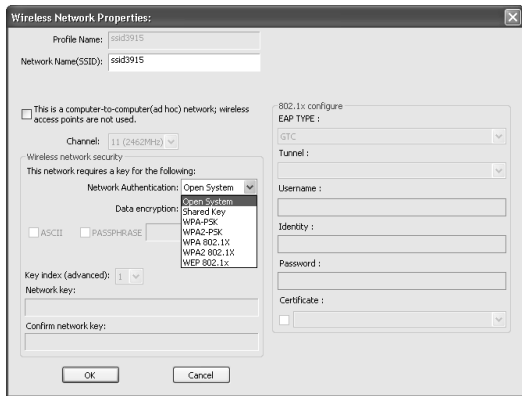 Wireless Network Properties:
Profile Name: ssid3915
Network Name(SSID): ssid3915
This is a computer-to-computer(ad hoc) network; wireless
access points are not used.
Channel: 11 (2462MHz)
Wireless network security
This network requires a key for the following:
Network Authentication: Open System
Open System
Shared Key
WPA-PSK
WPA2-PSK
WPA 802.1X
WPA2 802.1X
WEP 802.1x
Data encryption:
ASCII PASSPHRASE
Key index (advanced): 1
Network key:
Confirm network key:
802.1x configure
EAP TYPE :
GTC
Tunnel :
Username :
Identity :
Password :
Certificate :
OK Cancel